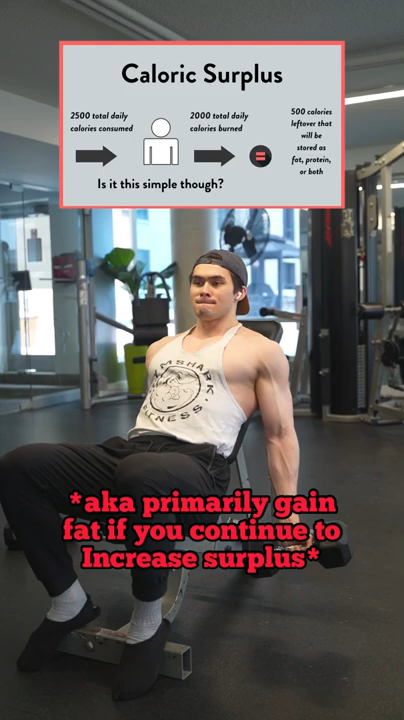 Caloric Surplus
2500 total daily
calories consumed
2000 total daily
calories burned
500 calories
leftover that
will be
stored as
fat, protein,
or both
Is it this simple though?
FITNESS
*aka primarily gain
fat if you continue to
Increase surplus*